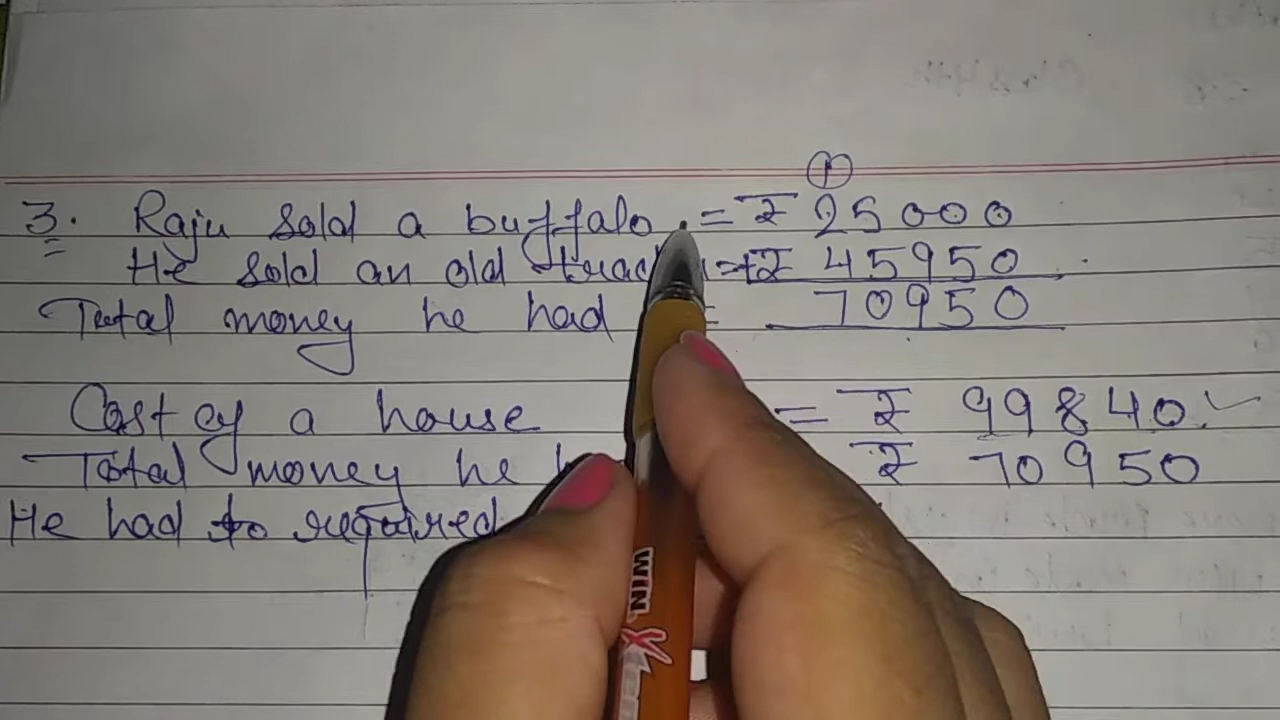 1
3. Raju sold a buffalo = ₹ 25000
He sold an old = + ₹ 45950
Total money he had = 70950
Cost of a house = ₹ 99840
Total money he ₹ 70950
He had to required
WIN